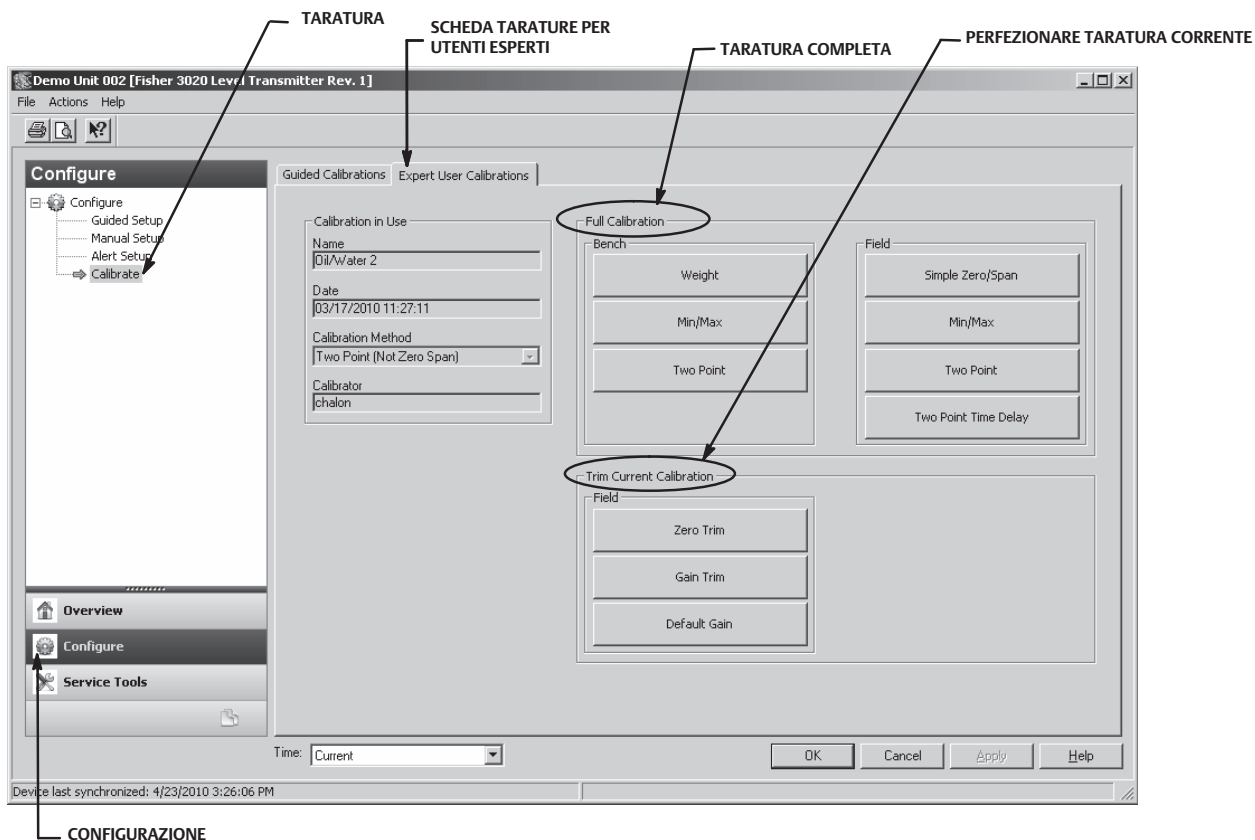 TARATURA
SCHEDA TARATURE PER
UTENTI ESPERTI
TARATURA COMPLETA
PERFEZIONARE TARATURA CORRENTE
Demo Unit 002 [Fisher 3020 Level Transmitter Rev. 1]
File Actions Help
Configure
Configure
Guided Setup
Manual Setup
Alert Setup
Calibrate
Overview
Configure
Service Tools
Guided Calibrations
Expert User Calibrations
Calibration in Use
Name
Oil/Water 2
Date
03/17/2010 11:27:11
Calibration Method
Two Point (Not Zero Span)
Calibrator
chalon
Full Calibration
Bench
Weight
Min/Max
Two Point
Field
Simple Zero/Span
Min/Max
Two Point
Two Point Time Delay
Trim Current Calibration
Field
Zero Trim
Gain Trim
Default Gain
Time: Current
OK
Cancel
Apply
Help
Device last synchronized: 4/23/2010 3:26:06 PM
CONFIGURAZIONE